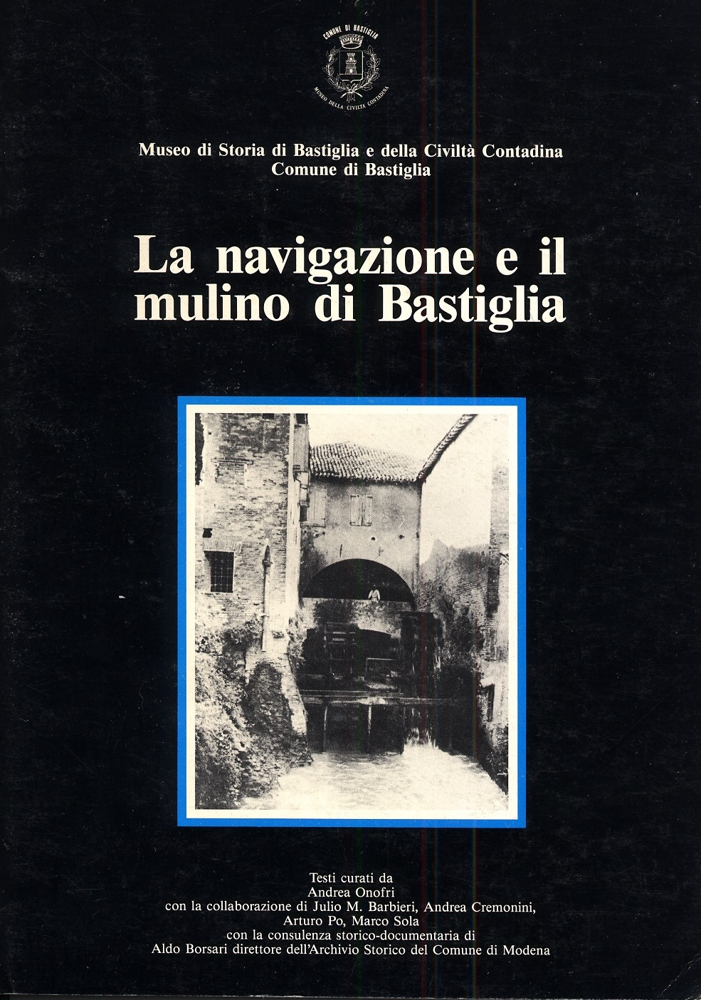 COMUNE DI BASTIGLIA
MUSEO DELLA CIVILTÀ CONTADINA
Museo di Storia di Bastiglia e della Civiltà Contadina
Comune di Bastiglia
La navigazione e il
mulino di Bastiglia
Testi curati da
Andrea Onofri
con la collaborazione di Julio M. Barbieri, Andrea Cremonini,
Arturo Po, Marco Sola
con la consulenza storico-documentaria di
Aldo Borsari direttore dell'Archivio Storico del Comune di Modena